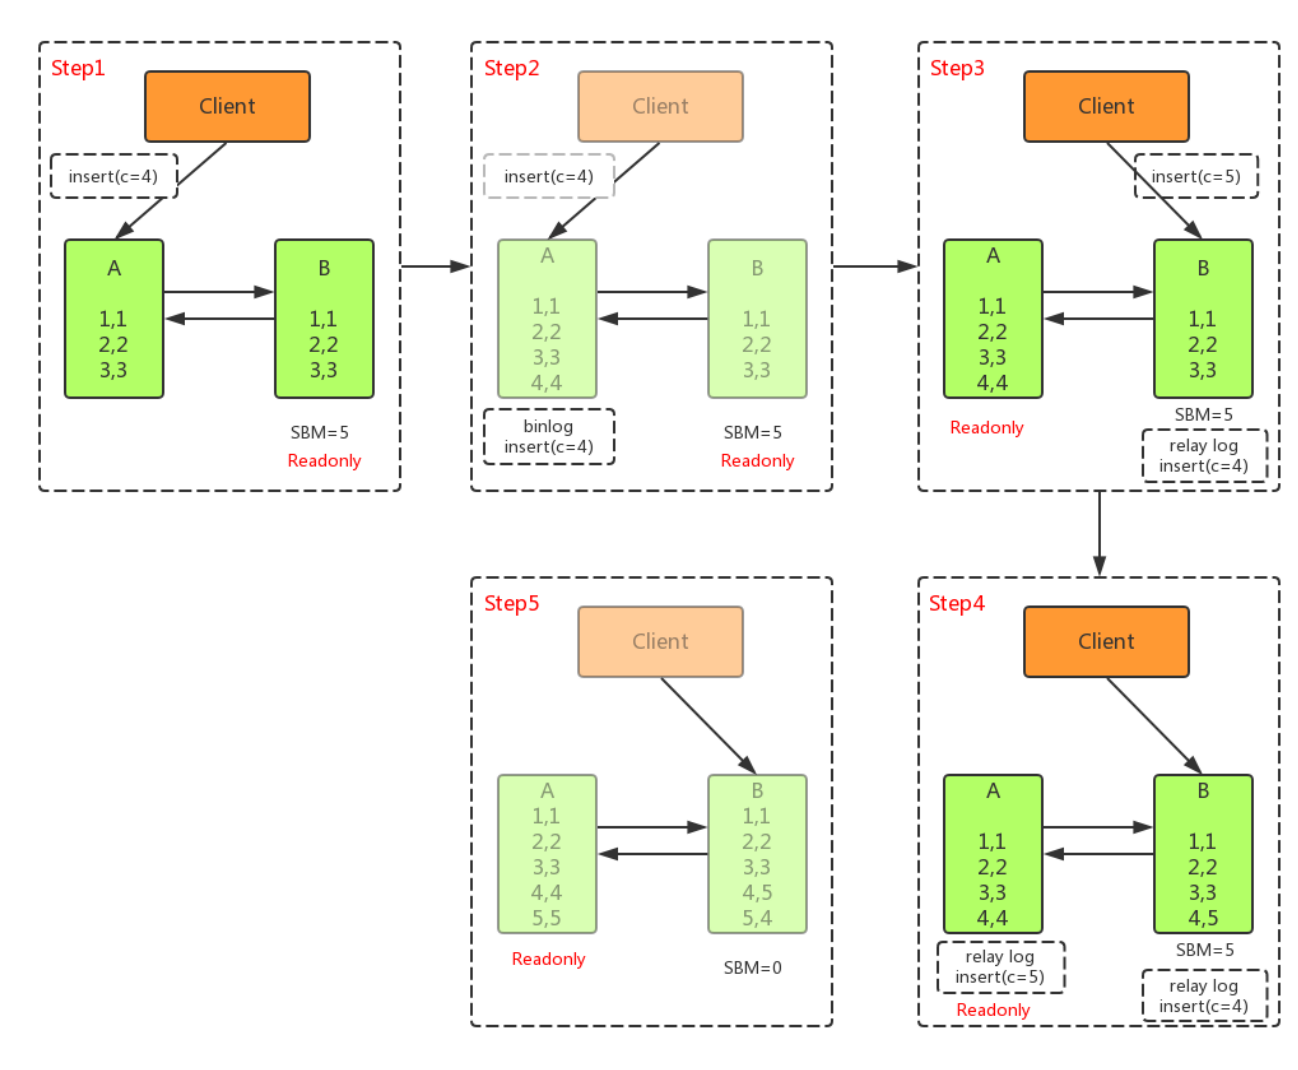 Step1
Client
insert(c=4)
A
1,1
2,2
3,3
B
1,1
2,2
3,3
SBM=5
Readonly
Step2
Client
insert(c=4)
A
1,1
2,2
3,3
4,4
binlog
insert(c=4)
B
1,1
2,2
3,3
SBM=5
Readonly
Step3
Client
insert(c=5)
A
1,1
2,2
3,3
4,4
Readonly
B
1,1
2,2
3,3
SBM=5
relay log
insert(c=4)
Step4
Client
A
1,1
2,2
3,3
4,4
relay log
insert(c=5)
Readonly
B
1,1
2,2
3,3
4,5
SBM=5
relay log
insert(c=4)
Step5
Client
A
1,1
2,2
3,3
4,4
5,5
Readonly
B
1,1
2,2
3,3
4,5
5,4
SBM=0